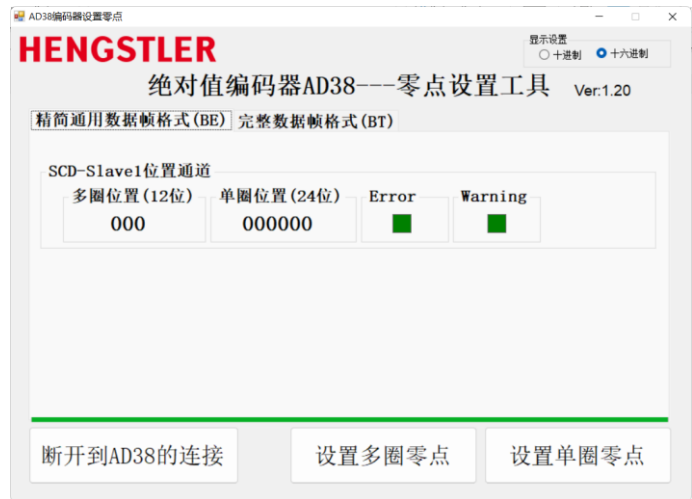 AD38编码器设置零点
HENGSTLER
显示设置
十进制 十六进制
绝对值编码器AD38---零点设置工具 Ver:1.20
精简通用数据帧格式(BE) 完整数据帧格式(BT)
SCD-Slave1位置通道
多圈位置(12位) 单圈位置(24位) Error Warning
000 000000
断开到AD38的连接 设置多圈零点 设置单圈零点